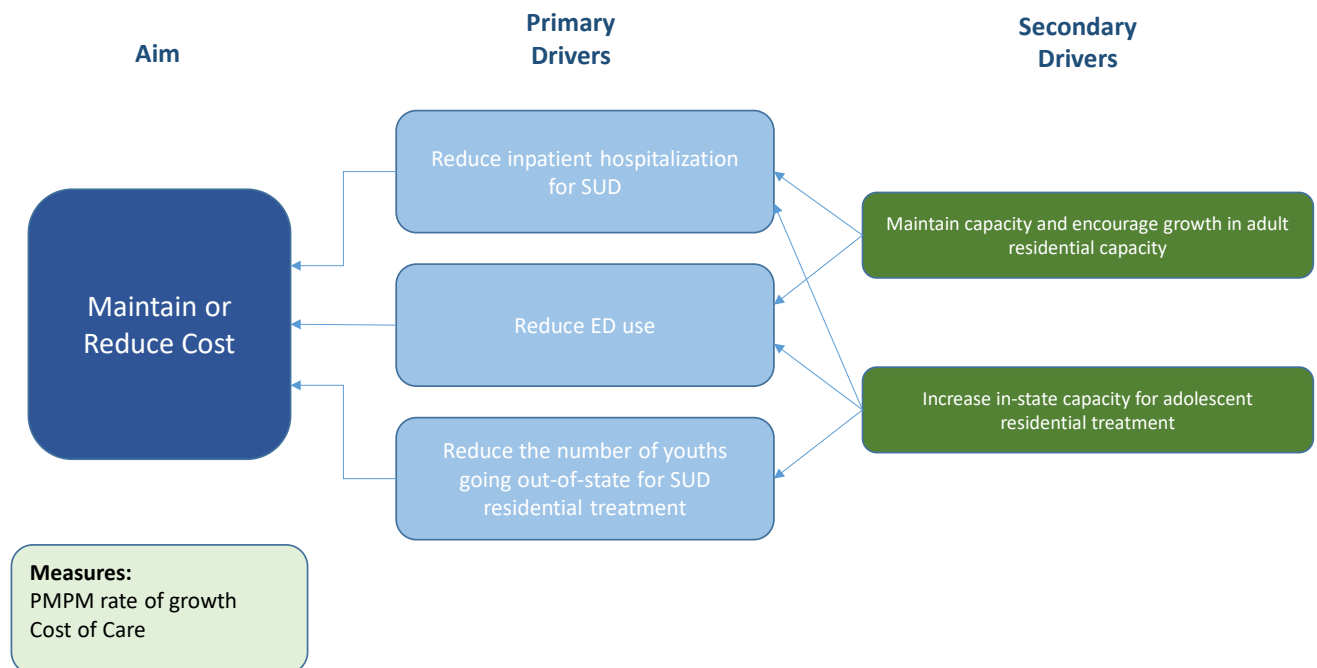 Aim
Primary
Drivers
Secondary
Drivers
Maintain or
Reduce Cost
Reduce inpatient hospitalization
for SUD
Reduce ED use
Reduce the number of youths
going out-of-state for SUD
residential treatment
Maintain capacity and encourage growth in adult
residential capacity
Increase in-state capacity for adolescent
residential treatment
Measures:
PMPM rate of growth
Cost of Care